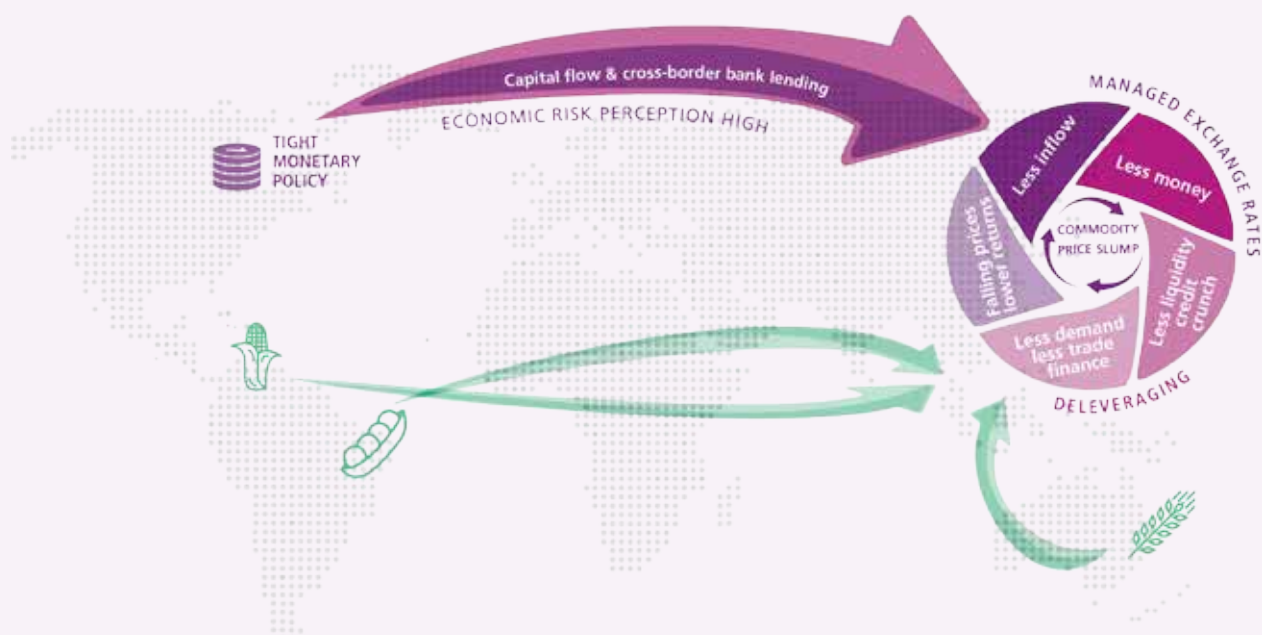 Capital flow & cross-border bank lending
ECONOMIC RISK PERCEPTION HIGH
TIGHT
MONETARY
POLICY
MANAGED EXCHANGE RATES
Less inflow
Less money
Less liquidity
credit
crunch
Less demand
less trade
finance
Falling prices
lower returns
COMMODITY
PRICE SLUMP
DELEVERAGING